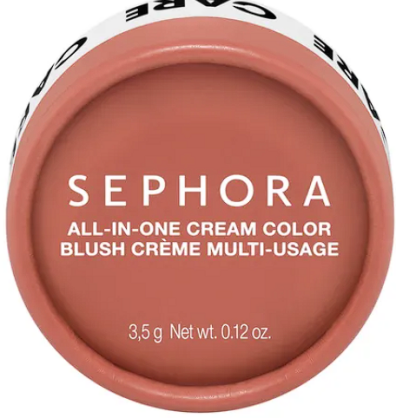 CARE
SEPHORA
ALL-IN-ONE CREAM COLOR
BLUSH CRÈME MULTI-USAGE
3,5 g Net wt. 0.12 oz.